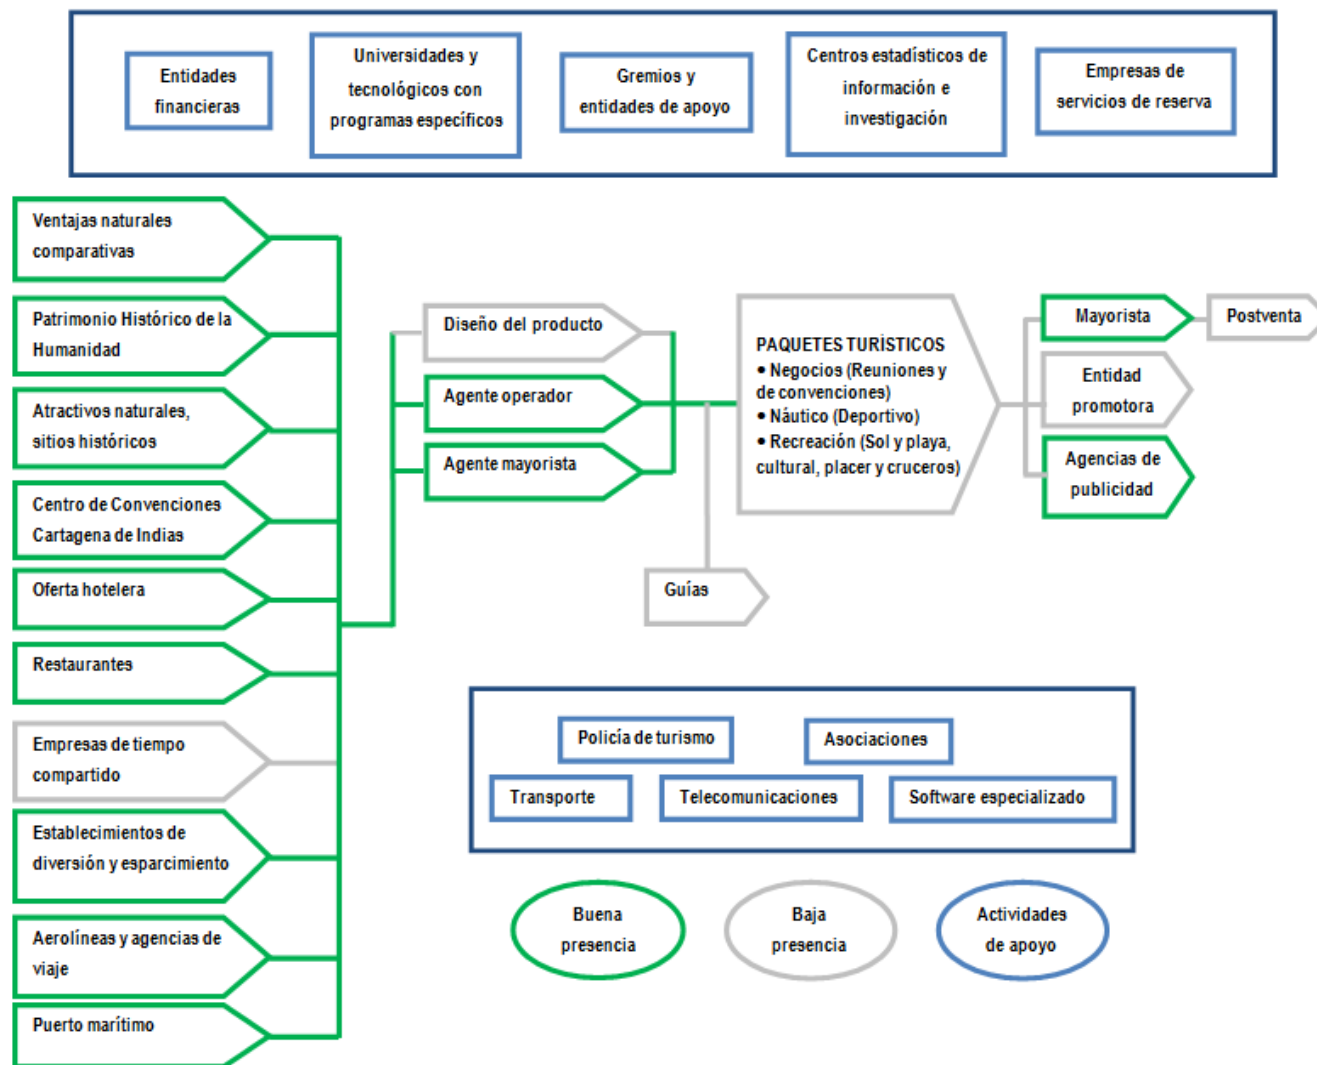 Entidades
financieras
Universidades y
tecnológicos con
programas específicos
Gremios y
entidades de apoyo
Centros estadísticos de
información e
investigación
Empresas de
servicios de reserva
Ventajas naturales
comparativas
Patrimonio Histórico de la
Humanidad
Atractivos naturales,
sitios históricos
Centro de Convenciones
Cartagena de Indias
Oferta hotelera
Restaurantes
Empresas de tiempo
compartido
Establecimientos de
diversión y esparcimiento
Aerolíneas y agencias de
viaje
Puerto marítimo
Diseño del producto
Agente operador
Agente mayorista
Guías
PAQUETES TURÍSTICOS
• Negocios (Reuniones y
de convenciones)
• Náutico (Deportivo)
• Recreación (Sol y playa,
cultural, placer y cruceros)
Mayorista
Postventa
Entidad
promotora
Agencias de
publicidad
Policía de turismo
Asociaciones
Transporte
Telecomunicaciones
Software especializado
Buena
presencia
Baja
presencia
Actividades
de apoyo